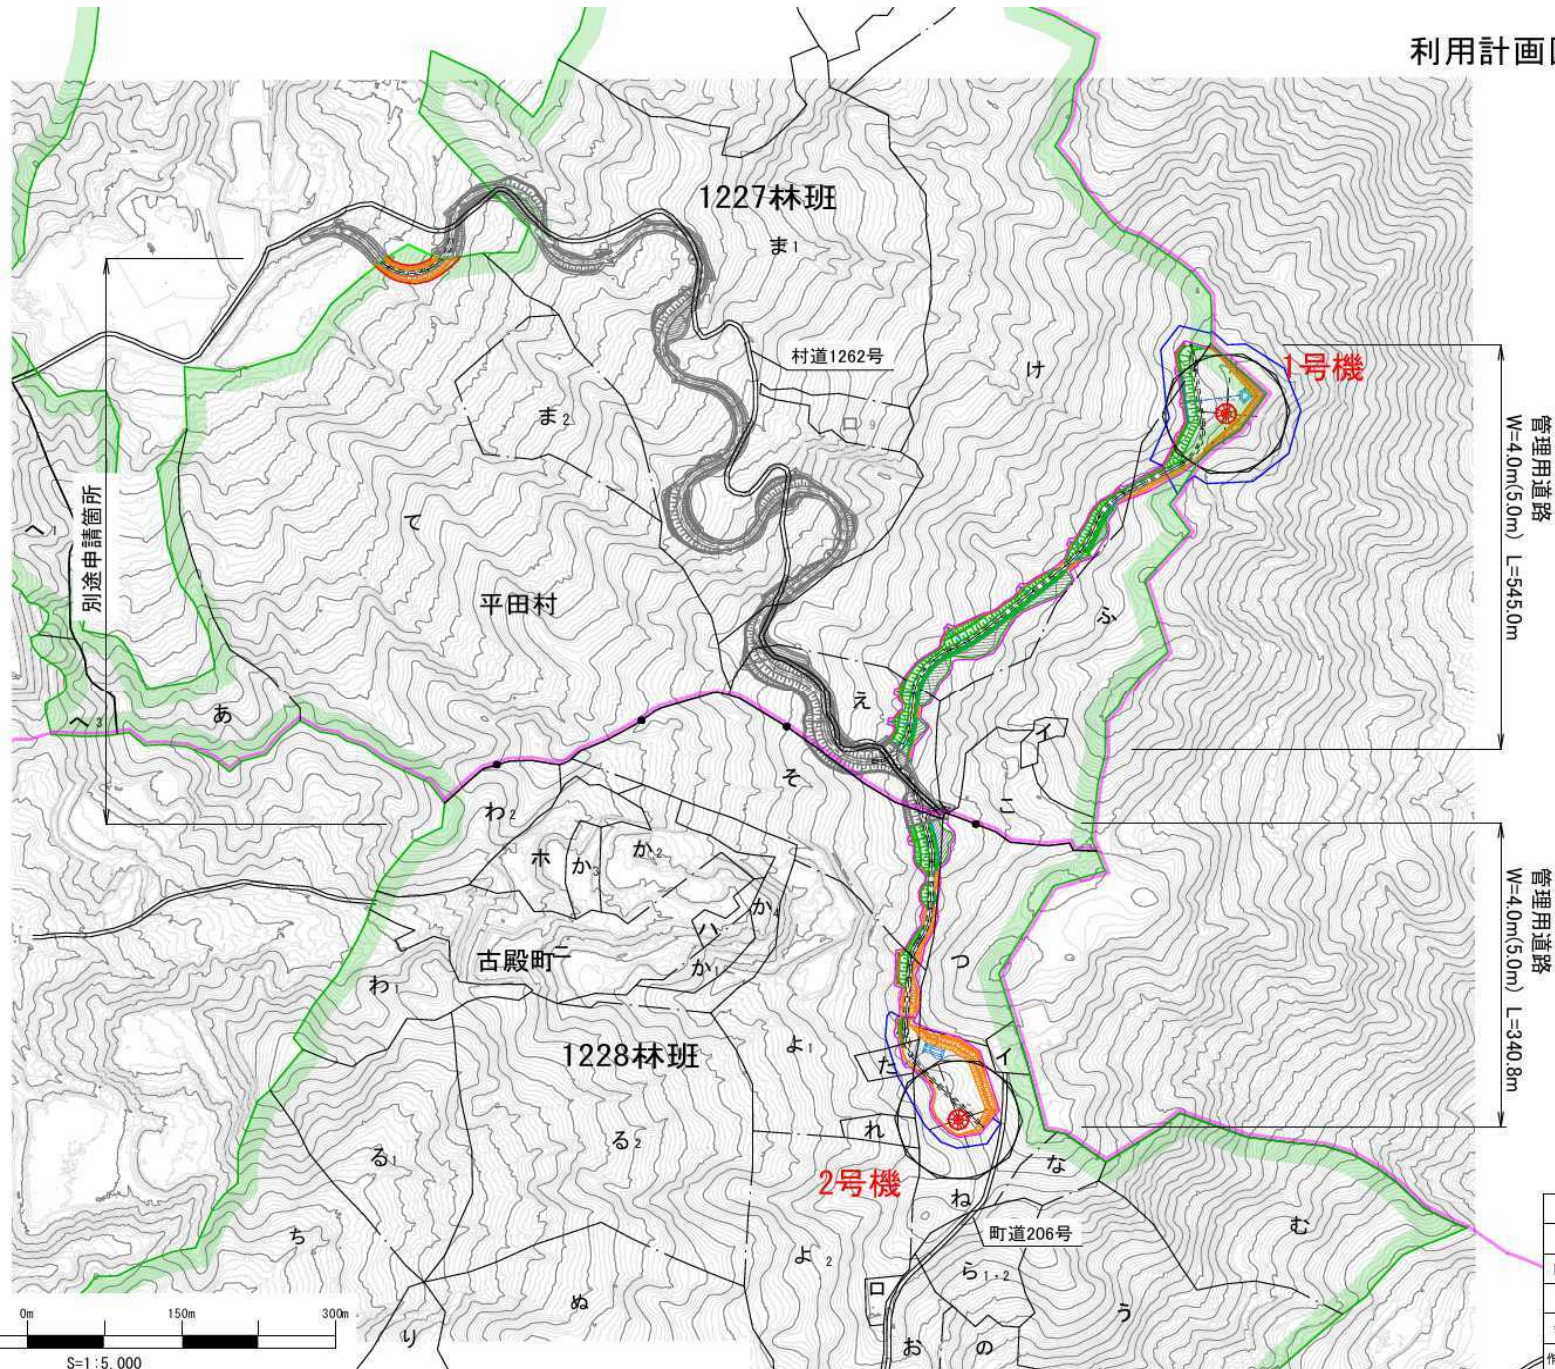 利用計画
1227林班
ま1
村道1262号
け
1号機
管理用道路
W=4.0m(5.0m) L=545.0m
ま2
ロ9
別途申請箇所
へ1
て
平田村
ふ
え
あ
へ3
イ
そ
こ
わ2
ホ
か3
か2
か4
管理用道路
W=4.0m(5.0m) L=340.8m
ハ
か1
古殿町
ニ
つ
わ1
1228林班
よ1
た
イ
る1
る2
れ
な
2号機
ね
町道206号
む
ち
よ2
ら1・2
ロ
う
ぬ
り
お
の
0m 150m 300m
S=1:5,000